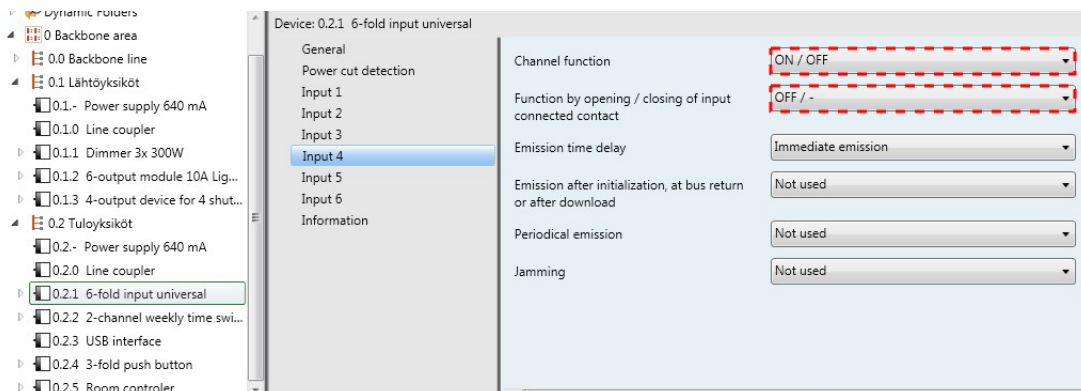 Dynamic Folders
0 Backbone area
0.0 Backbone line
0.1 Lähtöyksiköt
0.1.- Power supply 640 mA
0.1.0 Line coupler
0.1.1 Dimmer 3x 300W
0.1.2 6-output module 10A Lig...
0.1.3 4-output device for 4 shut...
0.2 Tuloyksiköt
0.2.- Power supply 640 mA
0.2.0 Line coupler
0.2.1 6-fold input universal
0.2.2 2-channel weekly time swi...
0.2.3 USB interface
0.2.4 3-fold push button
0.2.5 Room controler
Device: 0.2.1 6-fold input universal
General
Power cut detection
Input 1
Input 2
Input 3
Input 4
Input 5
Input 6
Information
Channel function
ON / OFF
Function by opening / closing of input
connected contact
OFF / -
Emission time delay
Immediate emission
Emission after initialization, at bus return
or after download
Not used
Periodical emission
Not used
Jamming
Not used